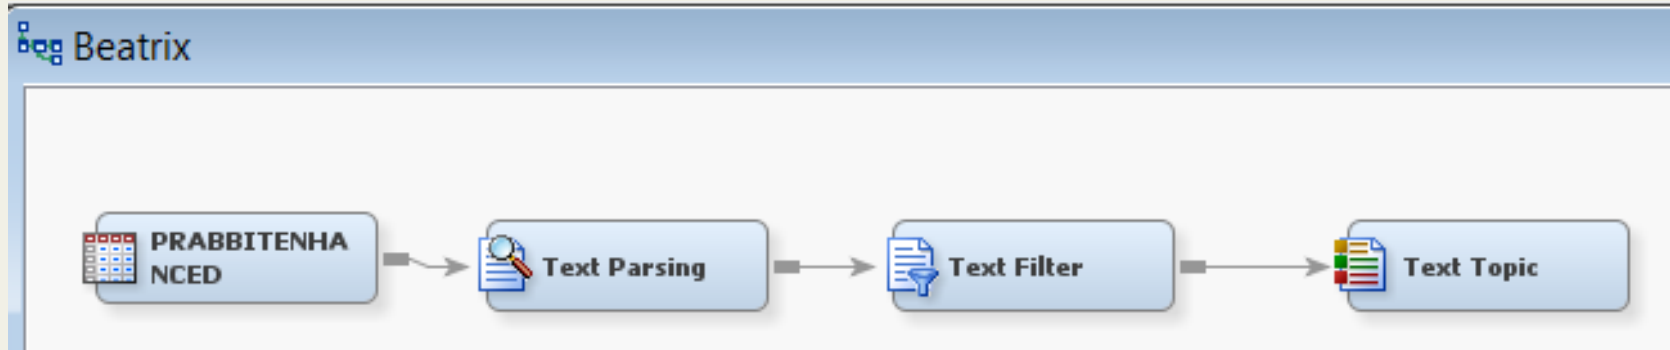 Beatrix
PRABBITENHA
NCED
Text Parsing
Text Filter
Text Topic